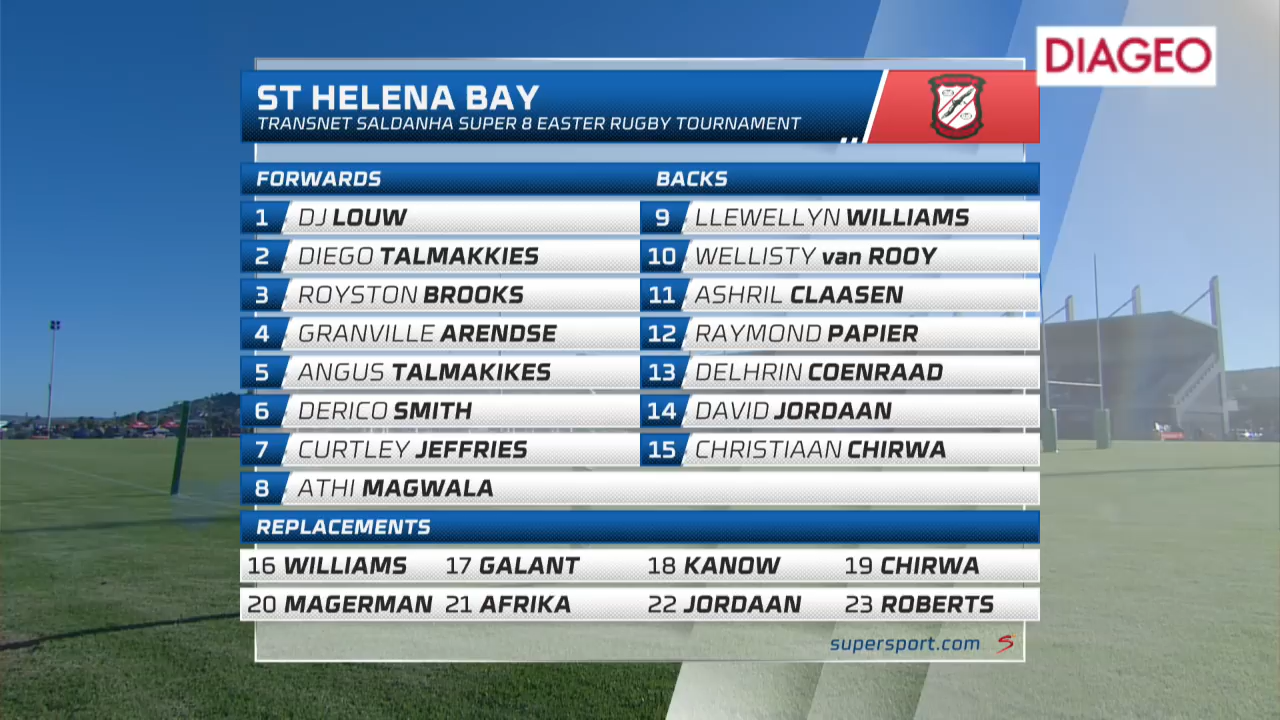 DIAGEO
ST HELENA BAY
TRANSNET SALDANHA SUPER 8 EASTER RUGBY TOURNAMENT
FORWARDS BACKS
1 DJ LOUW 9 LLEWELLYN WILLIAMS
2 DIEGO TALMAKKIES 10 WELLISTY van ROOY
3 ROYSTON BROOKS 11 ASHRIL CLAASEN
4 GRANVILLE ARENDSE 12 RAYMOND PAPIER
5 ANGUS TALMAKIKES 13 DELHRIN COENRAAD
6 DERICO SMITH 14 DAVID JORDAAN
7 CURTLEY JEFFRIES 15 CHRISTIAAN CHIRWA
8 ATHI MAGWALA
REPLACEMENTS
16 WILLIAMS 17 GALANT 18 KANOW 19 CHIRWA
20 MAGERMAN 21 AFRIKA 22 JORDAAN 23 ROBERTS
supersport.com S